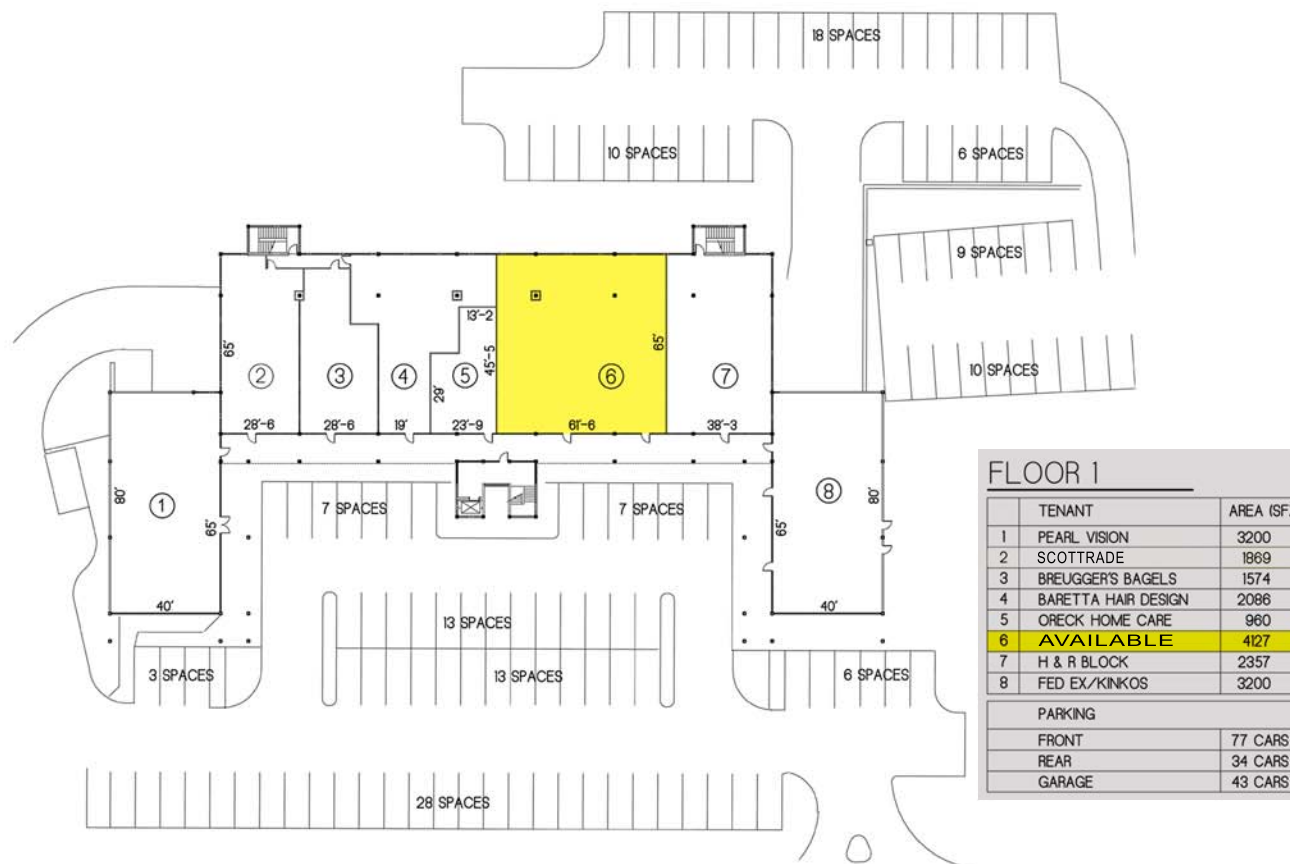 18 SPACES
10 SPACES
6 SPACES
9 SPACES
10 SPACES
13'-2
65'
45'-5
65'
2
3
4
5
6
7
29'
28'-6
28'-6
19'
23'-9
61'-6
38'-3
80'
1
65'
7 SPACES
7 SPACES
65'
8
80'
40'
40'
13 SPACES
3 SPACES
13 SPACES
6 SPACES
28 SPACES
FLOOR 1
TENANT AREA (SF
1 PEARL VISION 3200
2 SCOTTRADE 1869
3 BREUGGER'S BAGELS 1574
4 BARETTA HAIR DESIGN 2086
5 ORECK HOME CARE 960
6 AVAILABLE 4127
7 H & R BLOCK 2357
8 FED EX/KINKOS 3200
PARKING
FRONT 77 CARS
REAR 34 CARS
GARAGE 43 CARS